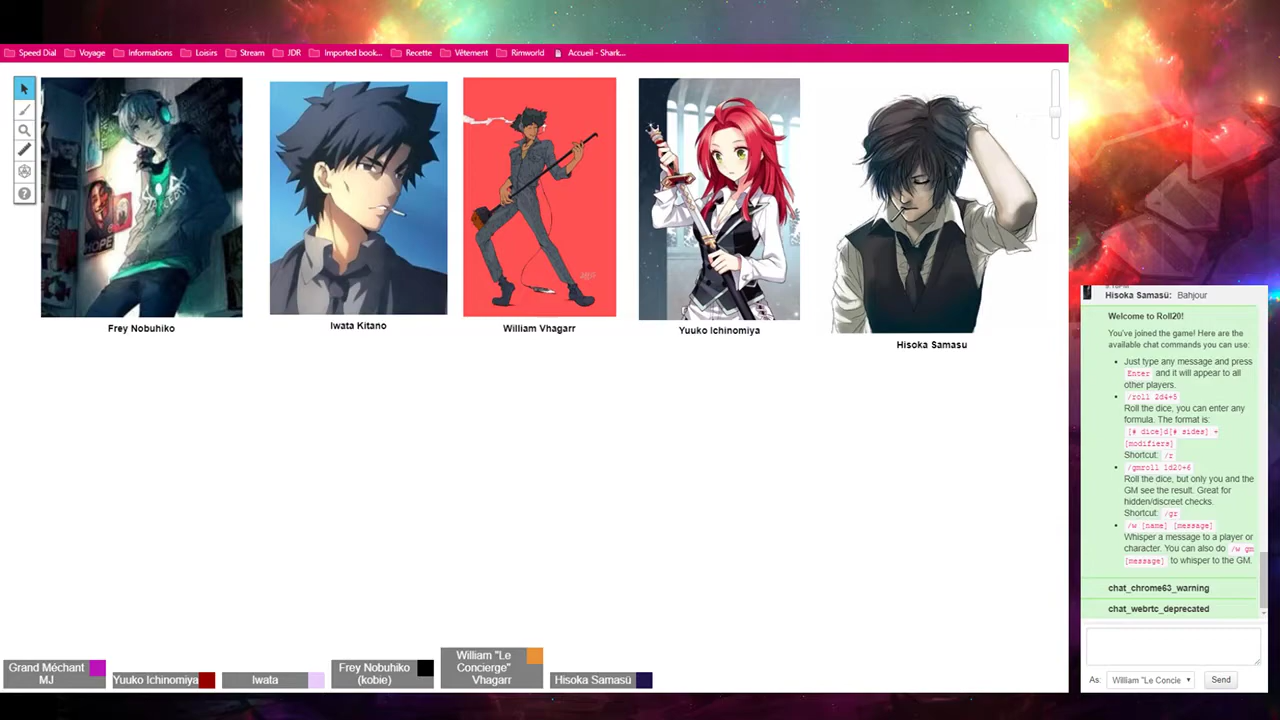 Speed Dial Voyage Informations Loisirs Stream JDR Imported book... Recette Vêtement Rimworld Accueil - Shark...
HOPE
Frey Nobuhiko
Iwata Kitano
William Vhagarr
Yuuko Ichinomiya
Hisoka Samasu
Hisoka Samasü: Bahjour
Welcome to Roll20!
You've joined the game! Here are the
available chat commands you can use:
Just type any message and press
Enter and it will appear to all
other players.
/roll 2d4+5
Roll the dice, you can enter any
formula. The format is:
[# dice]d[# sides] +
[modifiers]
Shortcut: /r
/gmroll 1d20+6
Roll the dice, but only you and the
GM see the result. Great for
hidden/discreet checks.
Shortcut: /gr
/w [name] [message]
Whisper a message to a player or
character. You can also do /w gm
[message] to whisper to the GM.
chat_chrome63_warning
chat_webrtc_deprecated
As: William "Le Concie Send
Grand Méchant
MJ
Yuuko Ichinomiya
Iwata
Frey Nobuhiko
(kobie)
William "Le
Concierge"
Vhagarr
Hisoka Samasü